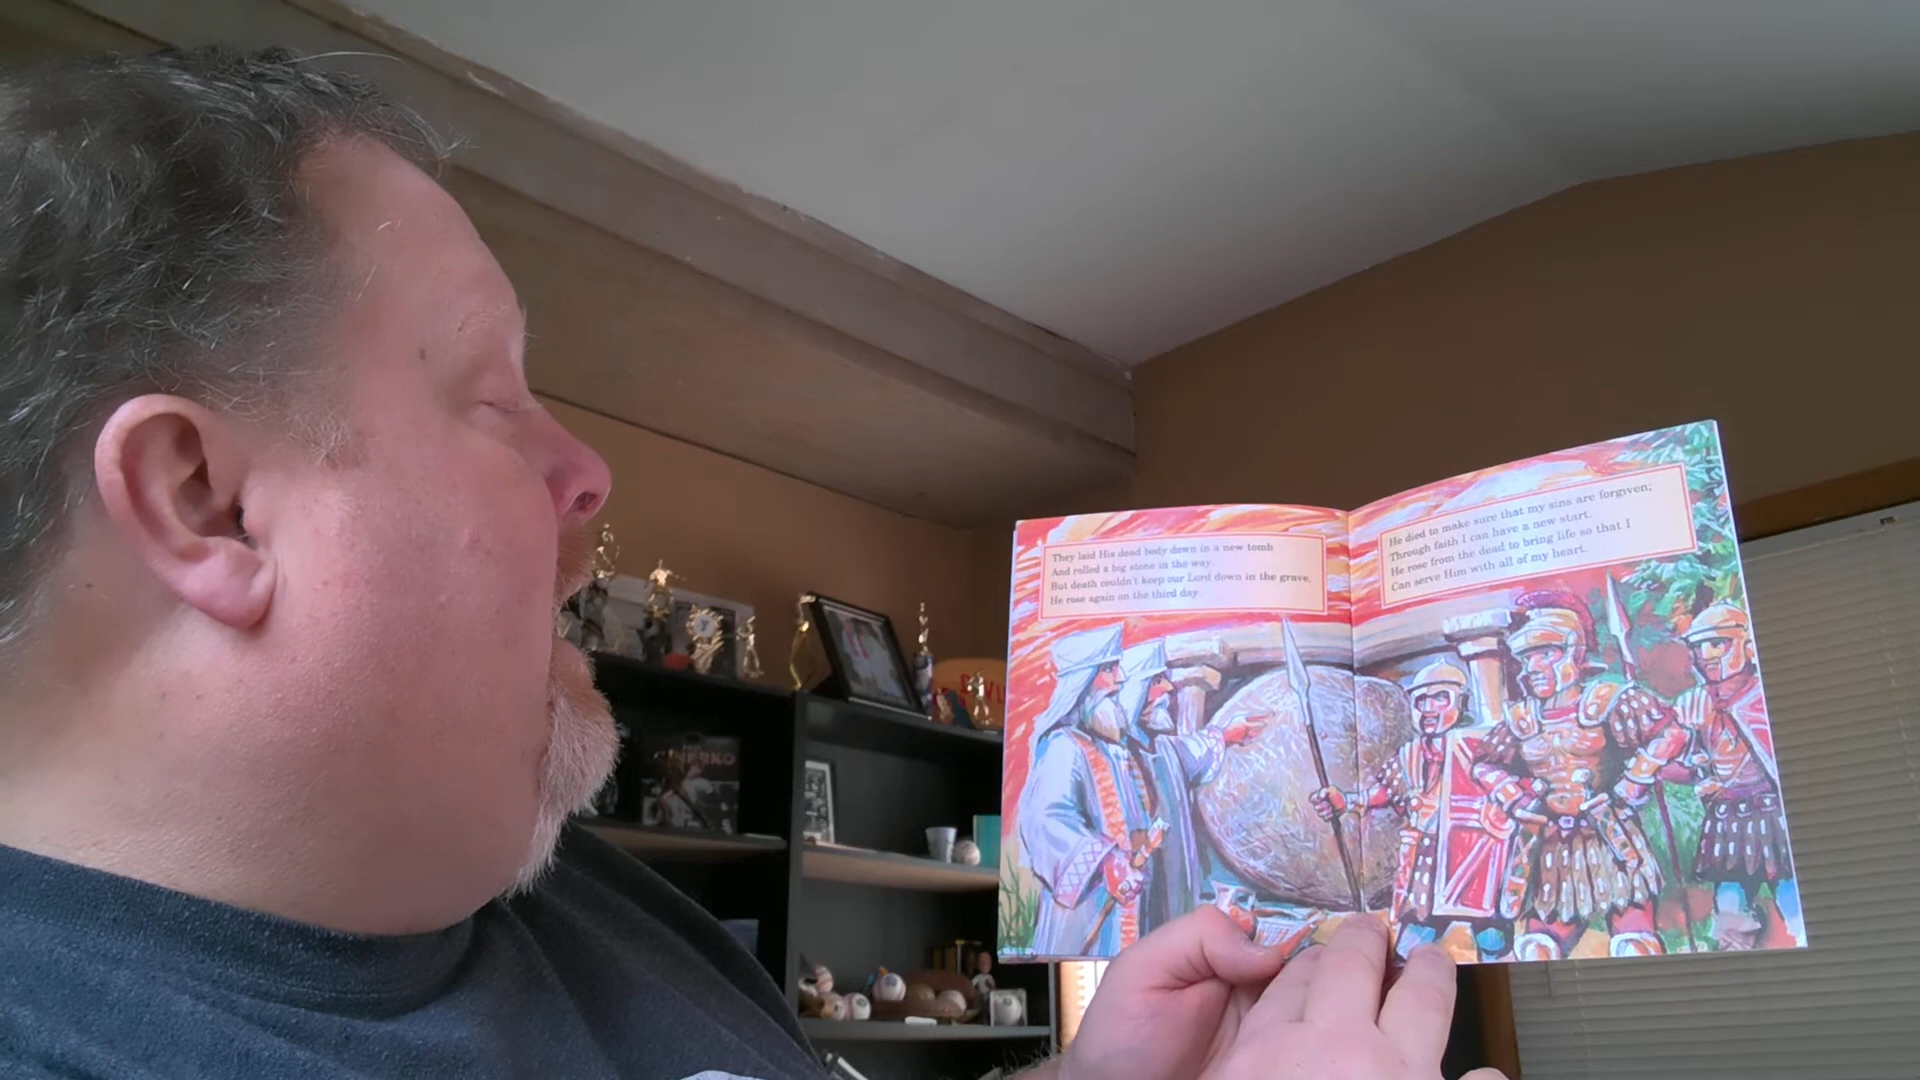 They laid His dead body down in a new tomb
And rolled a big stone in the way.
But death couldn't keep our Lord down in the grave.
He rose again on the third day.
He died to make sure that my sins are forgiven;
Through faith I can have a new start.
He rose from the dead to bring life so that I
Can serve Him with all of my heart.